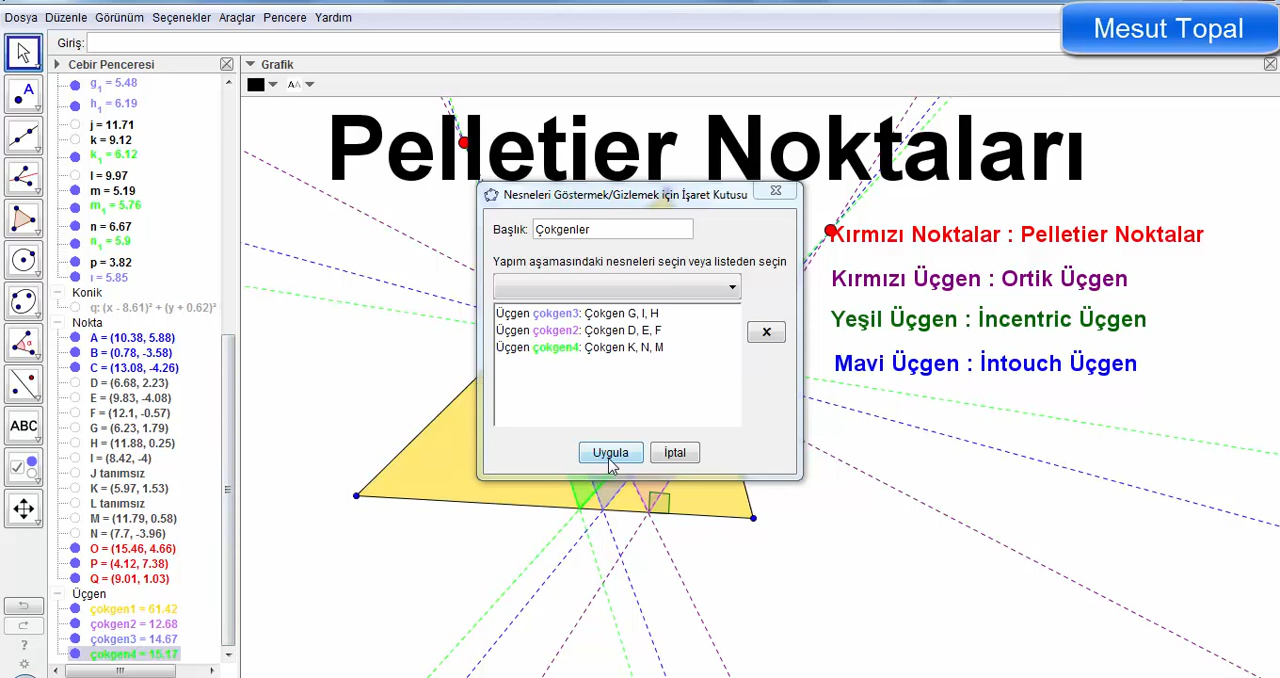 Dosya Düzenle Görünüm Seçenekler Araçlar Pencere Yardım
Mesut Topal
Giriş:
Cebir Penceresi
Grafik
AA
g1 = 5.48
h1 = 6.19
j = 11.71
k = 9.12
k1 = 6.12
l = 9.97
m = 5.19
m1 = 5.76
n = 6.67
n1 = 5.9
p = 3.82
ı = 5.85
Konik
q: (x - 8.61)² + (y + 0.62)²
Nokta
A = (10.38, 5.88)
B = (0.78, -3.58)
C = (13.08, -4.26)
D = (6.68, 2.23)
E = (9.83, -4.08)
F = (12.1, -0.57)
G = (6.23, 1.79)
H = (11.88, 0.25)
I = (8.42, -4)
J tanımsız
K = (5.97, 1.53)
L tanımsız
M = (11.79, 0.58)
N = (7.7, -3.96)
O = (15.46, 4.66)
P = (4.12, 7.38)
Q = (9.01, 1.03)
Üçgen
çokgen1 = 61.42
çokgen2 = 12.68
çokgen3 = 14.67
çokgen4 = 15.17
A
ABC
Pelletier Noktaları
Nesneleri Göstermek/Gizlemek için İşaret Kutusu
Başlık: Çokgenler
Yapım aşamasındaki nesneleri seçin veya listeden seçin
Üçgen çokgen3: Çokgen G, I, H
Üçgen çokgen2: Çokgen D, E, F
Üçgen çokgen4: Çokgen K, N, M
Uygula İptal
Kırmızı Noktalar : Pelletier Noktalar
Kırmızı Üçgen : Ortik Üçgen
Yeşil Üçgen : İncentric Üçgen
Mavi Üçgen : İntouch Üçgen